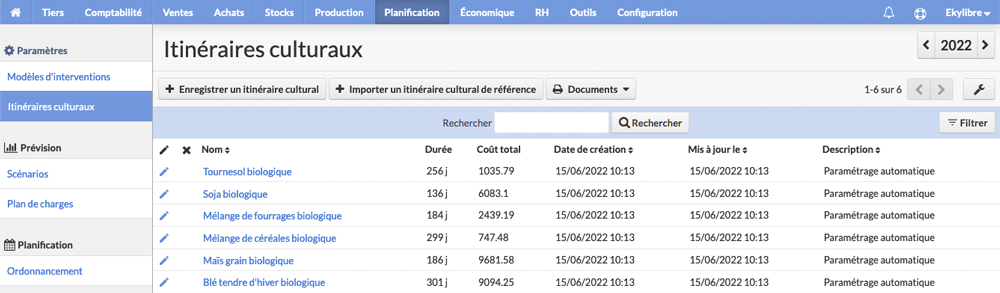 Tiers Comptabilité Ventes Achats Stocks Production Planification Économique RH Outils Configuration Ekylibre
Paramètres
Modèles d'interventions
Itinéraires culturaux
Prévision
Scénarios
Plan de charges
Planification
Ordonnancement
Itinéraires culturaux
2022
Enregistrer un itinéraire cultural Importer un itinéraire cultural de référence Documents 1-6 sur 6
Rechercher Rechercher Filtrer
Nom Durée Coût total Date de création Mis à jour le Description
Tournesol biologique 256 j 1035.79 15/06/2022 10:13 15/06/2022 10:13 Paramétrage automatique
Soja biologique 136 j 6083.1 15/06/2022 10:13 15/06/2022 10:13 Paramétrage automatique
Mélange de fourrages biologique 184 j 2439.19 15/06/2022 10:13 15/06/2022 10:13 Paramétrage automatique
Mélange de céréales biologique 299 j 747.48 15/06/2022 10:13 15/06/2022 10:13 Paramétrage automatique
Maïs grain biologique 186 j 9681.58 15/06/2022 10:13 15/06/2022 10:13 Paramétrage automatique
Blé tendre d'hiver biologique 301 j 9094.25 15/06/2022 10:13 15/06/2022 10:13 Paramétrage automatique